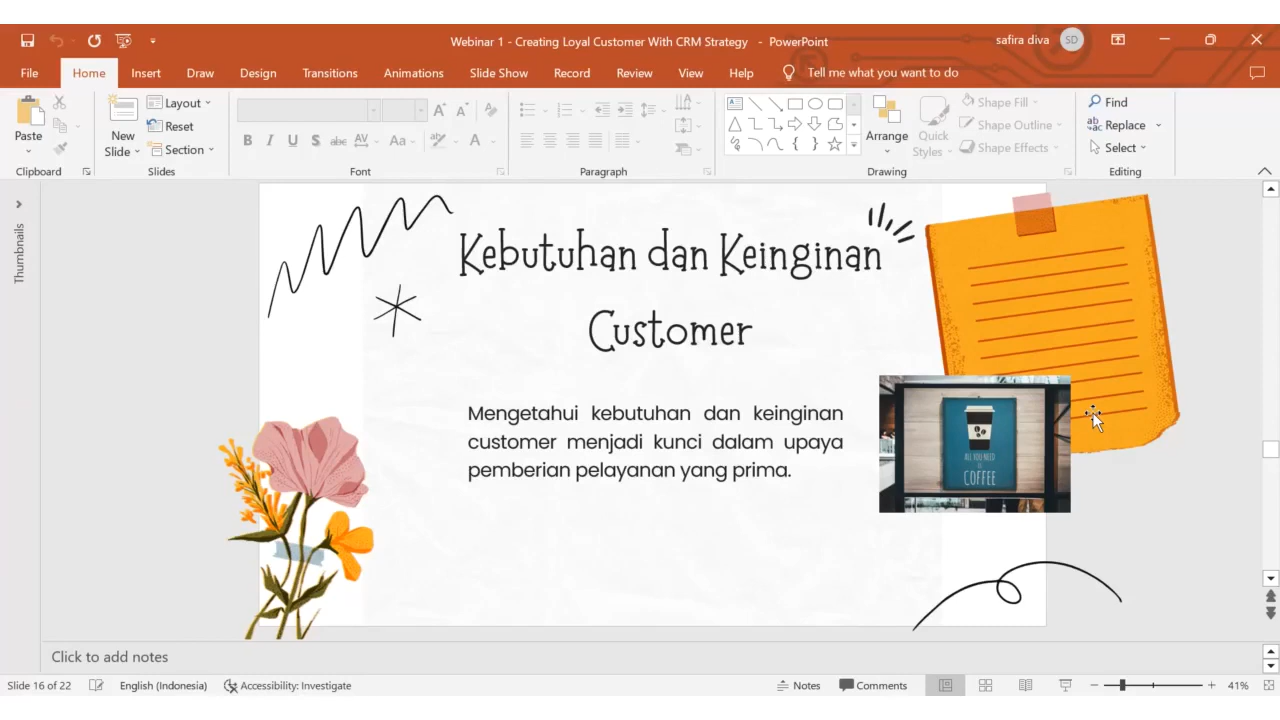 Webinar 1 - Creating Loyal Customer With CRM Strategy - PowerPoint
safira diva SD
File Home Insert Draw Design Transitions Animations Slide Show Record Review View Help Tell me what you want to do
Paste
Clipboard
New Slide
Layout
Reset
Section
Slides
B I U S abc AV Aa A
Font
Paragraph
Arrange
Quick Styles
Shape Fill
Shape Outline
Shape Effects
Drawing
Find
Replace
Select
Editing
Thumbnails
Kebutuhan dan Keinginan
Customer
Mengetahui kebutuhan dan keinginan
customer menjadi kunci dalam upaya
pemberian pelayanan yang prima.
ALL YOU NEED
IS
COFFEE
Click to add notes
Slide 16 of 22 English (Indonesia) Accessibility: Investigate Notes Comments 41%